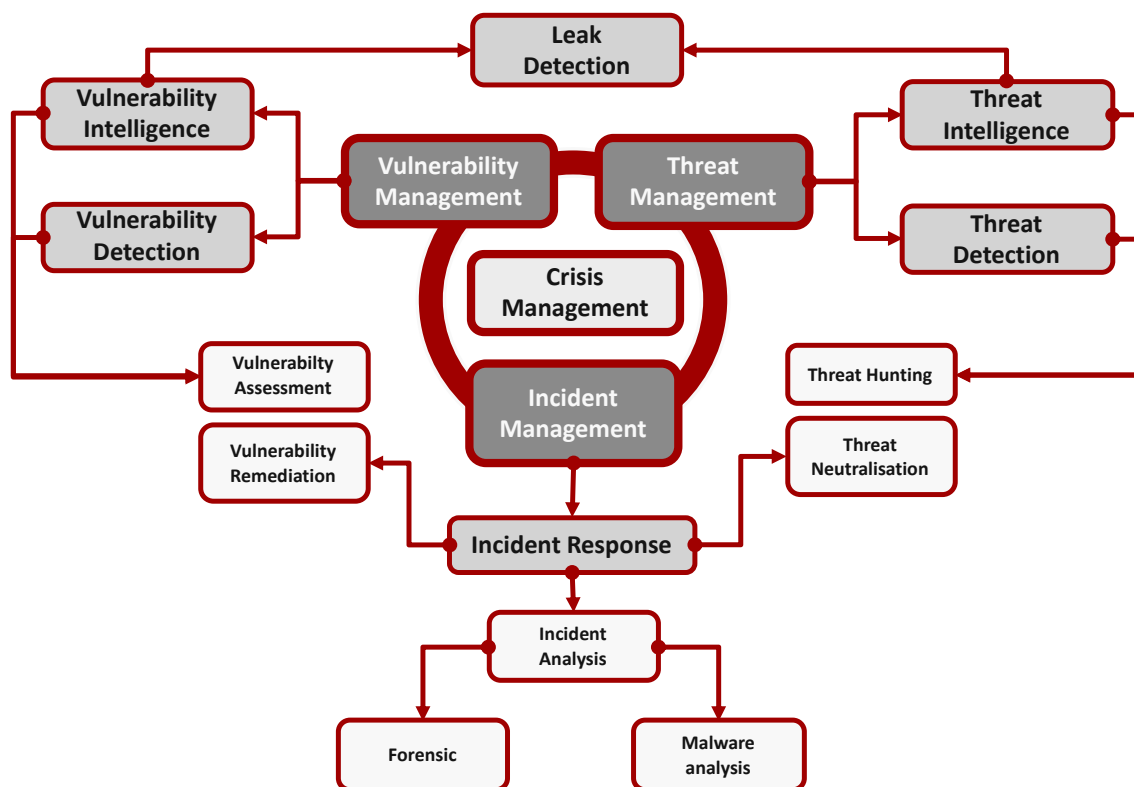 Leak
Detection
Vulnerability
Intelligence
Threat
Intelligence
Vulnerability
Management
Threat
Management
Vulnerability
Detection
Threat
Detection
Crisis
Management
Vulnerabilty
Assessment
Threat Hunting
Incident
Management
Vulnerability
Remediation
Threat
Neutralisation
Incident Response
Incident
Analysis
Forensic
Malware
analysis